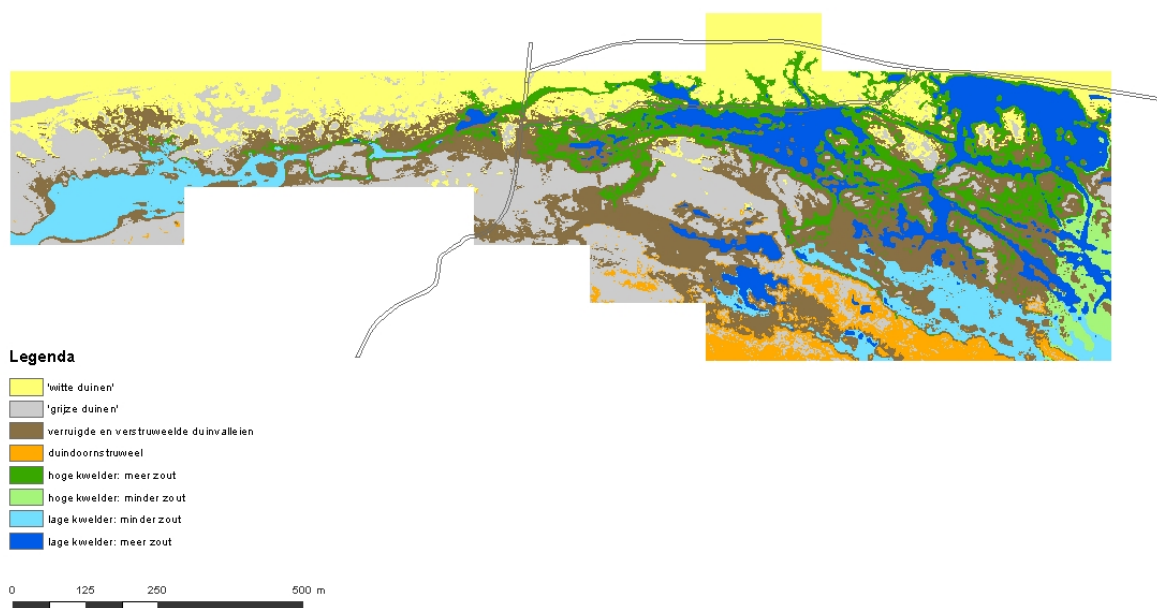 Legenda
'witte duinen'
'grijze duinen'
verruigde en verstruweelde duinvalleien
duindoornstruweel
hoge kwelder: meer zout
hoge kwelder: minder zout
lage kwelder: minder zout
lage kwelder: meer zout
0 125 250 500 m